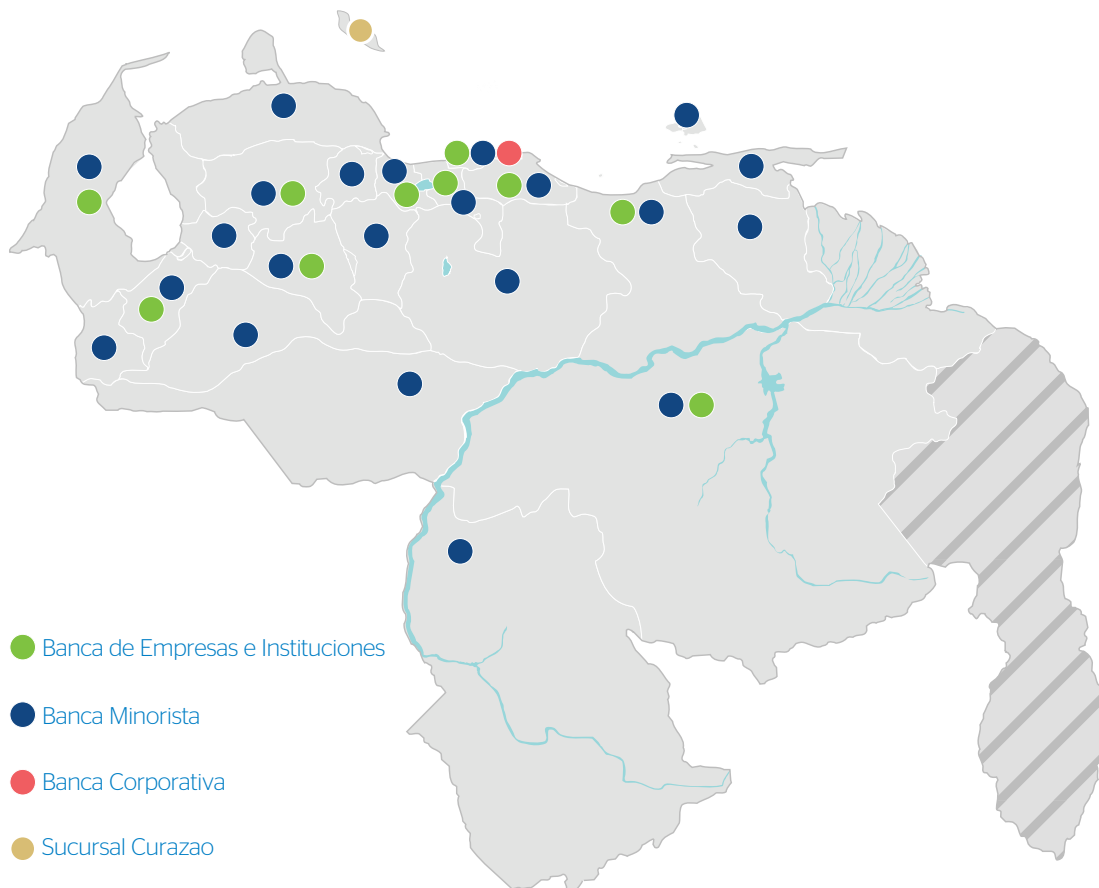 Banca de Empresas e Instituciones
Banca Minorista
Banca Corporativa
Sucursal Curazao